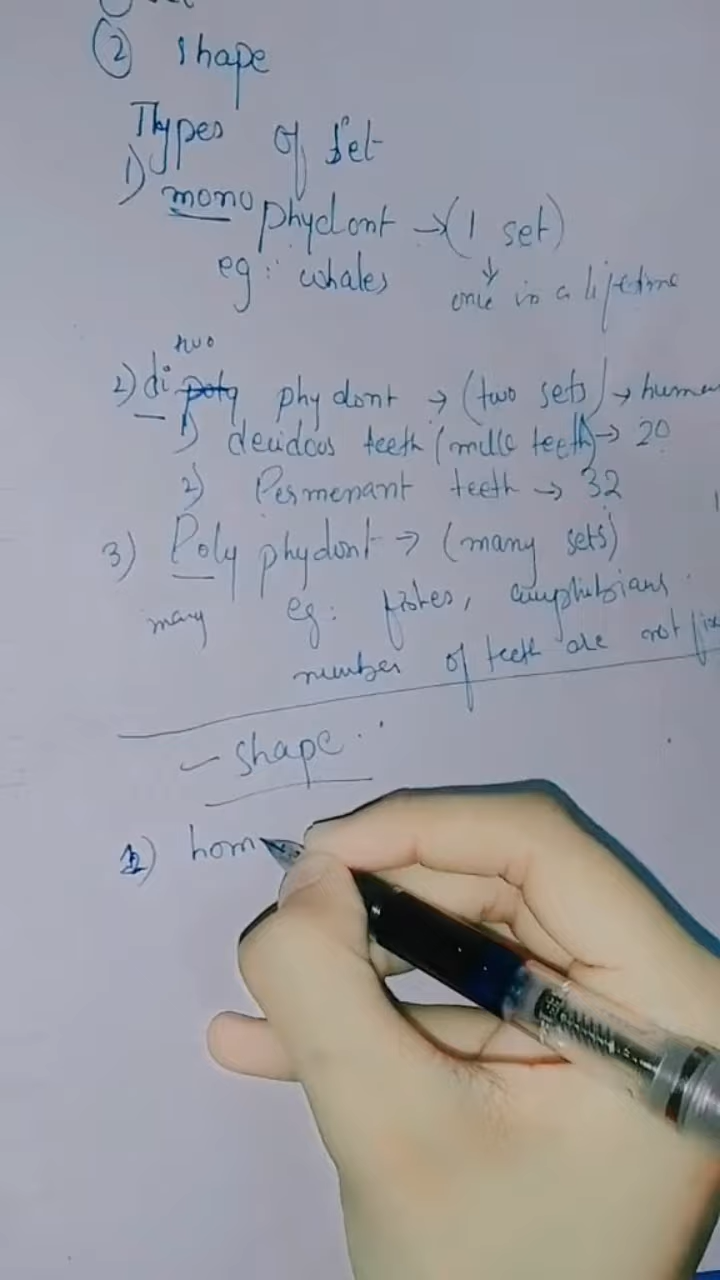 ② shape
Types of set
1) mono phydont → (1 set)
eg: whales
once in a lifetime
two
2) di poly phydont → (two sets) → human
1) decidous teeth (milk teeth) → 20
2) Permenant teeth → 32
3) Poly phydont → (many sets)
many eg: fishes, amphibians
number of teeth are not fix
– shape
1) hom